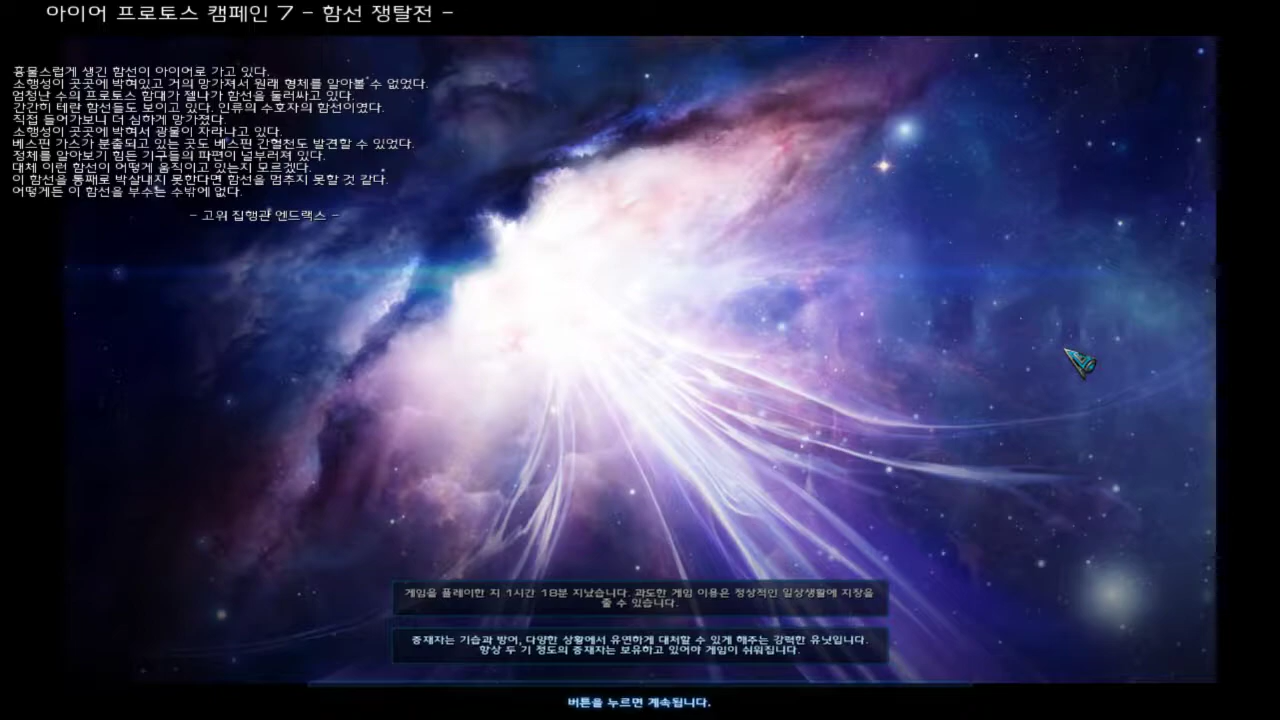 아이어 프로토스 캠페인 7 - 함선 쟁탈전 -
흉물스럽게 생긴 함선이 아이어로 가고 있다.
소행성이 곳곳에 박혀있고 거의 망가져서 원래 형체를 알아볼 수 없었다.
엄청난 수의 프로토스 함대가 젤나가 함선을 둘러싸고 있다.
간간히 테란 함선들도 보이고 있다. 인류의 수호자의 함선이였다.
직접 들어가보니 더 심하게 망가졌다.
소행성이 곳곳에 박혀서 광물이 자라나고 있다.
베스핀 가스가 분출되고 있는 곳도 베스핀 간헐천도 발견할 수 있었다.
정체를 알아보기 힘든 기구들의 파편이 널부러져 있다.
대체 이런 함선이 어떻게 움직이고 있는지 모르겠다.
이 함선을 통째로 박살내지 못한다면 함선을 멈추지 못할 것 같다.
어떻게든 이 함선을 부수는 수밖에 없다.
- 고위 집행관 엔드랙스 -
게임을 플레이한 지 1시간 18분 지났습니다. 과도한 게임 이용은 정상적인 일상생활에 지장을
줄 수 있습니다.
중재자는 기습과 방어, 다양한 상황에서 유연하게 대처할 수 있게 해주는 강력한 유닛입니다.
항상 두 기 정도의 중재자는 보유하고 있어야 게임이 쉬워집니다.
버튼을 누르면 계속됩니다.